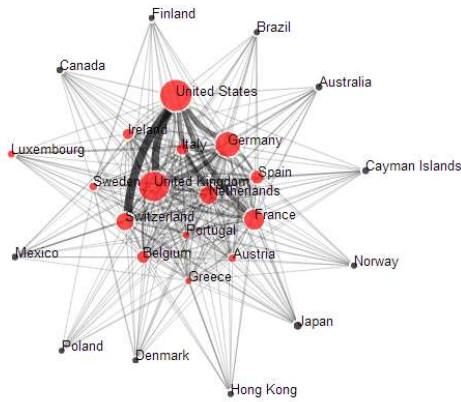 Finland
Brazil
Canada
Australia
United States
Ireland
Germany
Italy
Luxembourg
Cayman Islands
Spain
Sweden
United Kingdom
Netherlands
Switzerland
France
Portugal
Mexico
Belgium
Austria
Norway
Greece
Japan
Poland
Denmark
Hong Kong